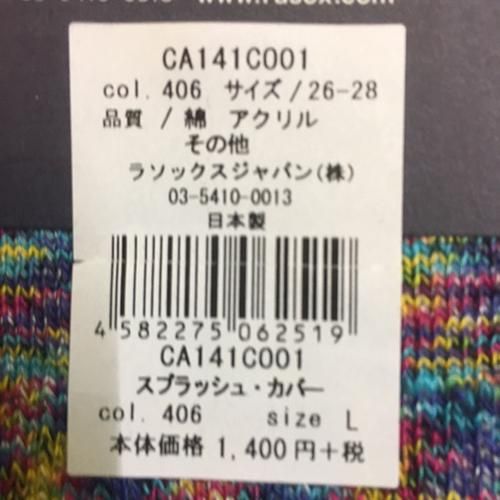 CA141C001
col. 406 サイズ/26-28
品質 / 綿 アクリル
その他
ラソックスジャパン(株)
03-5410-0013
日本製
4 582275 062519
CA141C001
スプラッシュ・カバー
col. 406 size L
本体価格 1,400円+税